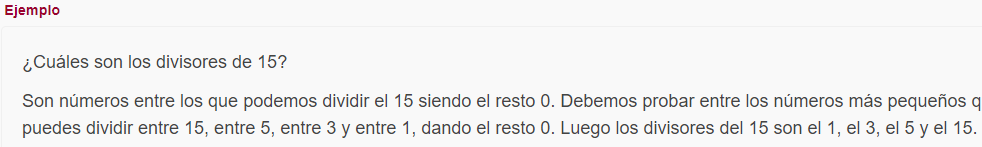 Ejemplo
¿Cuáles son los divisores de 15?
Son números entre los que podemos dividir el 15 siendo el resto 0. Debemos probar entre los números más pequeños q
puedes dividir entre 15, entre 5, entre 3 y entre 1, dando el resto 0. Luego los divisores del 15 son el 1, el 3, el 5 y el 15.